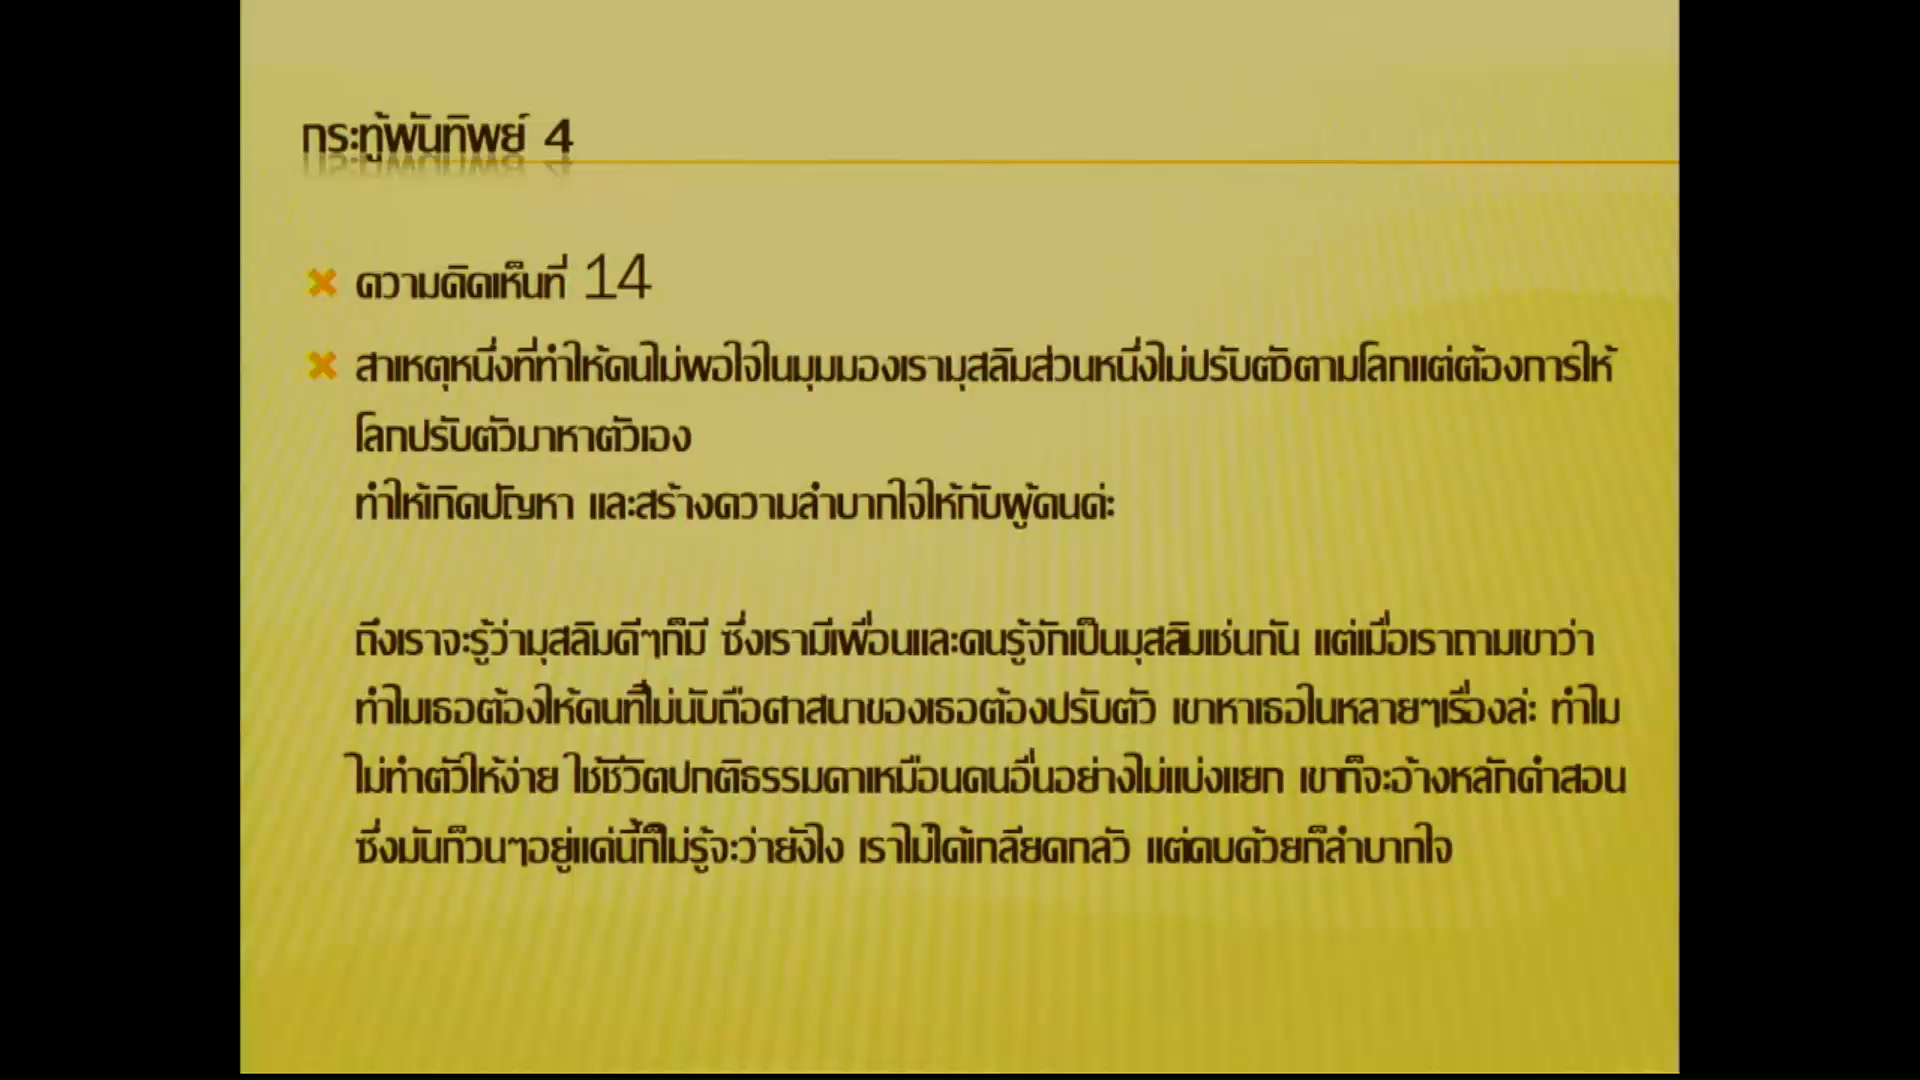 กระทู้พันทิพย์ 4
ความคิดเห็นที่ 14
สาเหตุหนึ่งที่ทำให้คนไม่พอใจในมุมมองเรามุสลิมส่วนหนึ่งไม่ปรับตัวตามโลกแต่ต้องการให้
โลกปรับตัวมาหาตัวเอง
ทำให้เกิดปัญหา และสร้างความลำบากใจให้กับผู้คนค่ะ
ถึงเราจะรู้ว่ามุสลิมดีๆก็มี ซึ่งเรามีเพื่อนและคนรู้จักเป็นมุสลิมเช่นกัน แต่เมื่อเราถามเขาว่า
ทำไมเธอต้องให้คนที่ไม่นับถือศาสนาของเธอต้องปรับตัว เขาหาเธอในหลายๆเรื่องล่ะ ทำไม
ไม่ทำตัวให้ง่าย ใช้ชีวิตปกติธรรมดาเหมือนคนอื่นอย่างไม่แบ่งแยก เขาก็จะอ้างหลักคำสอน
ซึ่งมันก็วนๆอยู่แค่นี้ก็ไม่รู้จะว่ายังไง เราไม่ได้เกลียดกลัว แต่คบด้วยก็ลำบากใจ